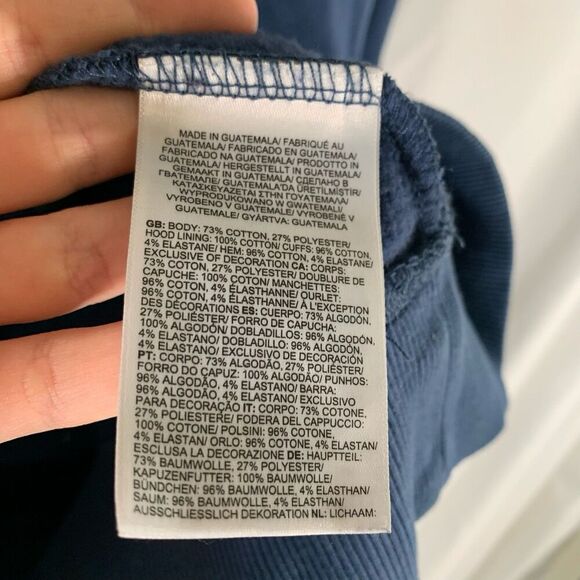 MADE IN GUATEMALA/ FABRIQUÉ AU
GUATEMALA/ FABRICADO EN GUATEMALA/
FABRICADO NA GUATEMALA/ PRODOTTO IN
GUATEMALA/ HERGESTELLT IN GUATEMALA/
GEMAAKT IN GUATEMALA/ СДЕЛАНО В
ГВАТЕМАЛЕ/ GUATEMALA'DA ÜRETİLMİŞTİR/
ΚΑΤΑΣΚΕΥΑΖΕΤΑΙ ΣΤΗΝ ΓΟΥΑΤΕΜΑΛΑ/
WYPRODUKOWANO W GWATEMALI/
VYROBENO V GUATEMALE/ VYROBENÉ V
GUATEMALE/ GYÁRTVA: GUATEMALA
GB: BODY: 73% COTTON, 27% POLYESTER/
HOOD LINING: 100% COTTON/ CUFFS: 96% COTTON,
4% ELASTANE/ HEM: 96% COTTON, 4% ELASTANE/
EXCLUSIVE OF DECORATION CA: CORPS:
73% COTON, 27% POLYESTER/ DOUBLURE DE
CAPUCHE: 100% COTON/ MANCHETTES:
96% COTON, 4% ÉLASTHANNE/ OURLET:
96% COTON, 4% ÉLASTHANNE/ À L'EXCEPTION
DES DÉCORATIONS ES: CUERPO: 73% ALGODÓN,
27% POLIÉSTER/ FORRO DE CAPUCHA:
100% ALGODÓN/ DOBLADILLOS: 96% ALGODÓN,
4% ELASTANO/ DOBLADILLO: 96% ALGODÓN,
4% ELASTANO/ EXCLUSIVO DE DECORACIÓN
PT: CORPO: 73% ALGODÃO, 27% POLIÉSTER/
FORRO DO CAPUZ: 100% ALGODÃO/ PUNHOS:
96% ALGODÃO, 4% ELASTANO/ BARRA:
96% ALGODÃO, 4% ELASTANO/ EXCLUSIVO
PARA DECORAÇÃO IT: CORPO: 73% COTONE,
27% POLIESTERE/ FODERA DEL CAPPUCCIO:
100% COTONE/ POLSINI: 96% COTONE,
4% ELASTAN/ ORLO: 96% COTONE, 4% ELASTAN/
ESCLUSA LA DECORAZIONE DE: HAUPTTEIL:
73% BAUMWOLLE, 27% POLYESTER/
KAPUZENFUTTER: 100% BAUMWOLLE/
BÜNDCHEN: 96% BAUMWOLLE, 4% ELASTHAN/
SAUM: 96% BAUMWOLLE, 4% ELASTHAN/
AUSSCHLIESSLICH DEKORATION NL: LICHAAM: